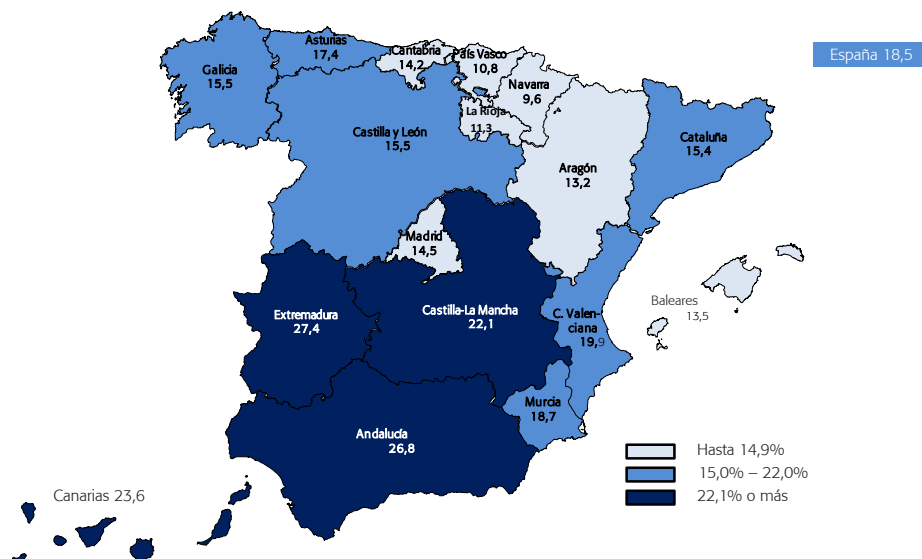 Asturias
17,4
Cantabria
14,2
País Vasco
10,8
España 18,5
Galicia
15,5
Navarra
9,6
La Rioja
11,3
Castilla y León
15,5
Cataluña
15,4
Aragón
13,2
Madrid
14,5
Baleares
13,5
Extremadura
27,4
Castilla-La Mancha
22,1
C. Valen-
ciana
19,9
Murcia
18,7
Andalucía
26,8
Hasta 14,9%
15,0% – 22,0%
22,1% o más
Canarias 23,6